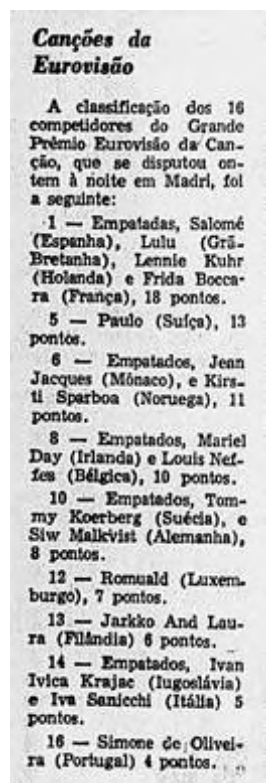 Canções da
Eurovisão
A classificação dos 16
competidores do Grande
Prêmio Eurovisão da Can-
ção, que se disputou on-
tem à noite em Madri, foi
a seguinte:
1 — Empatadas, Salomé
(Espanha), Lulu (Grã-
Bretanha), Lennie Kuhr
(Holanda) e Frida Bocca-
ra (França), 18 pontos.
5 — Paulo (Suíça), 13
pontos.
6 — Empatados, Jean
Jacques (Mônaco), e Kirs-
ti Sparboa (Noruega), 11
pontos.
8 — Empatados, Mariel
Day (Irlanda) e Louis Nef-
fes (Bélgica), 10 pontos.
10 — Empatados, Tom-
my Koerberg (Suécia), e
Siw Malkvist (Alemanha),
8 pontos.
12 — Romuald (Luxem-
burgo), 7 pontos.
13 — Jarkko And Lau-
ra (Filândia) 6 pontos.
14 — Empatados, Ivan
Ivica Krajac (Iugoslávia)
e Iva Sanicchi (Itália) 5
pontos.
16 — Simone de Olivei-
ra (Portugal) 4 pontos.